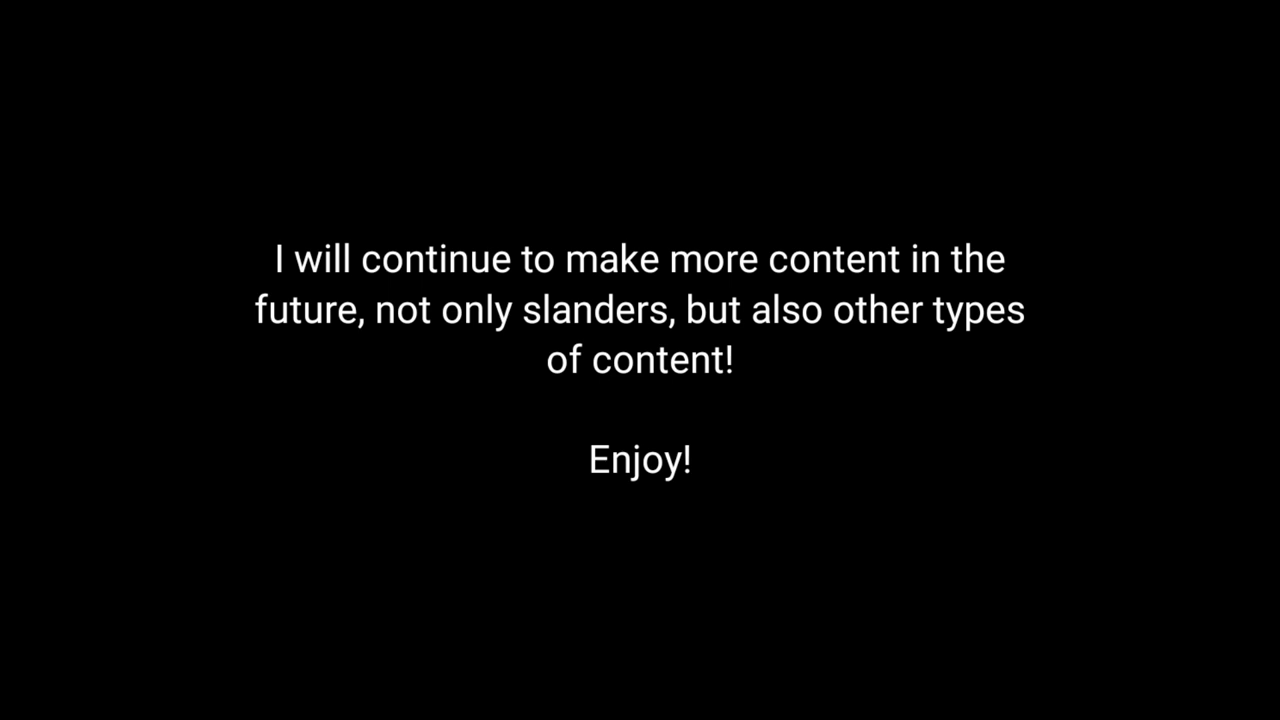 I will continue to make more content in the
future, not only slanders, but also other types
of content!
Enjoy!